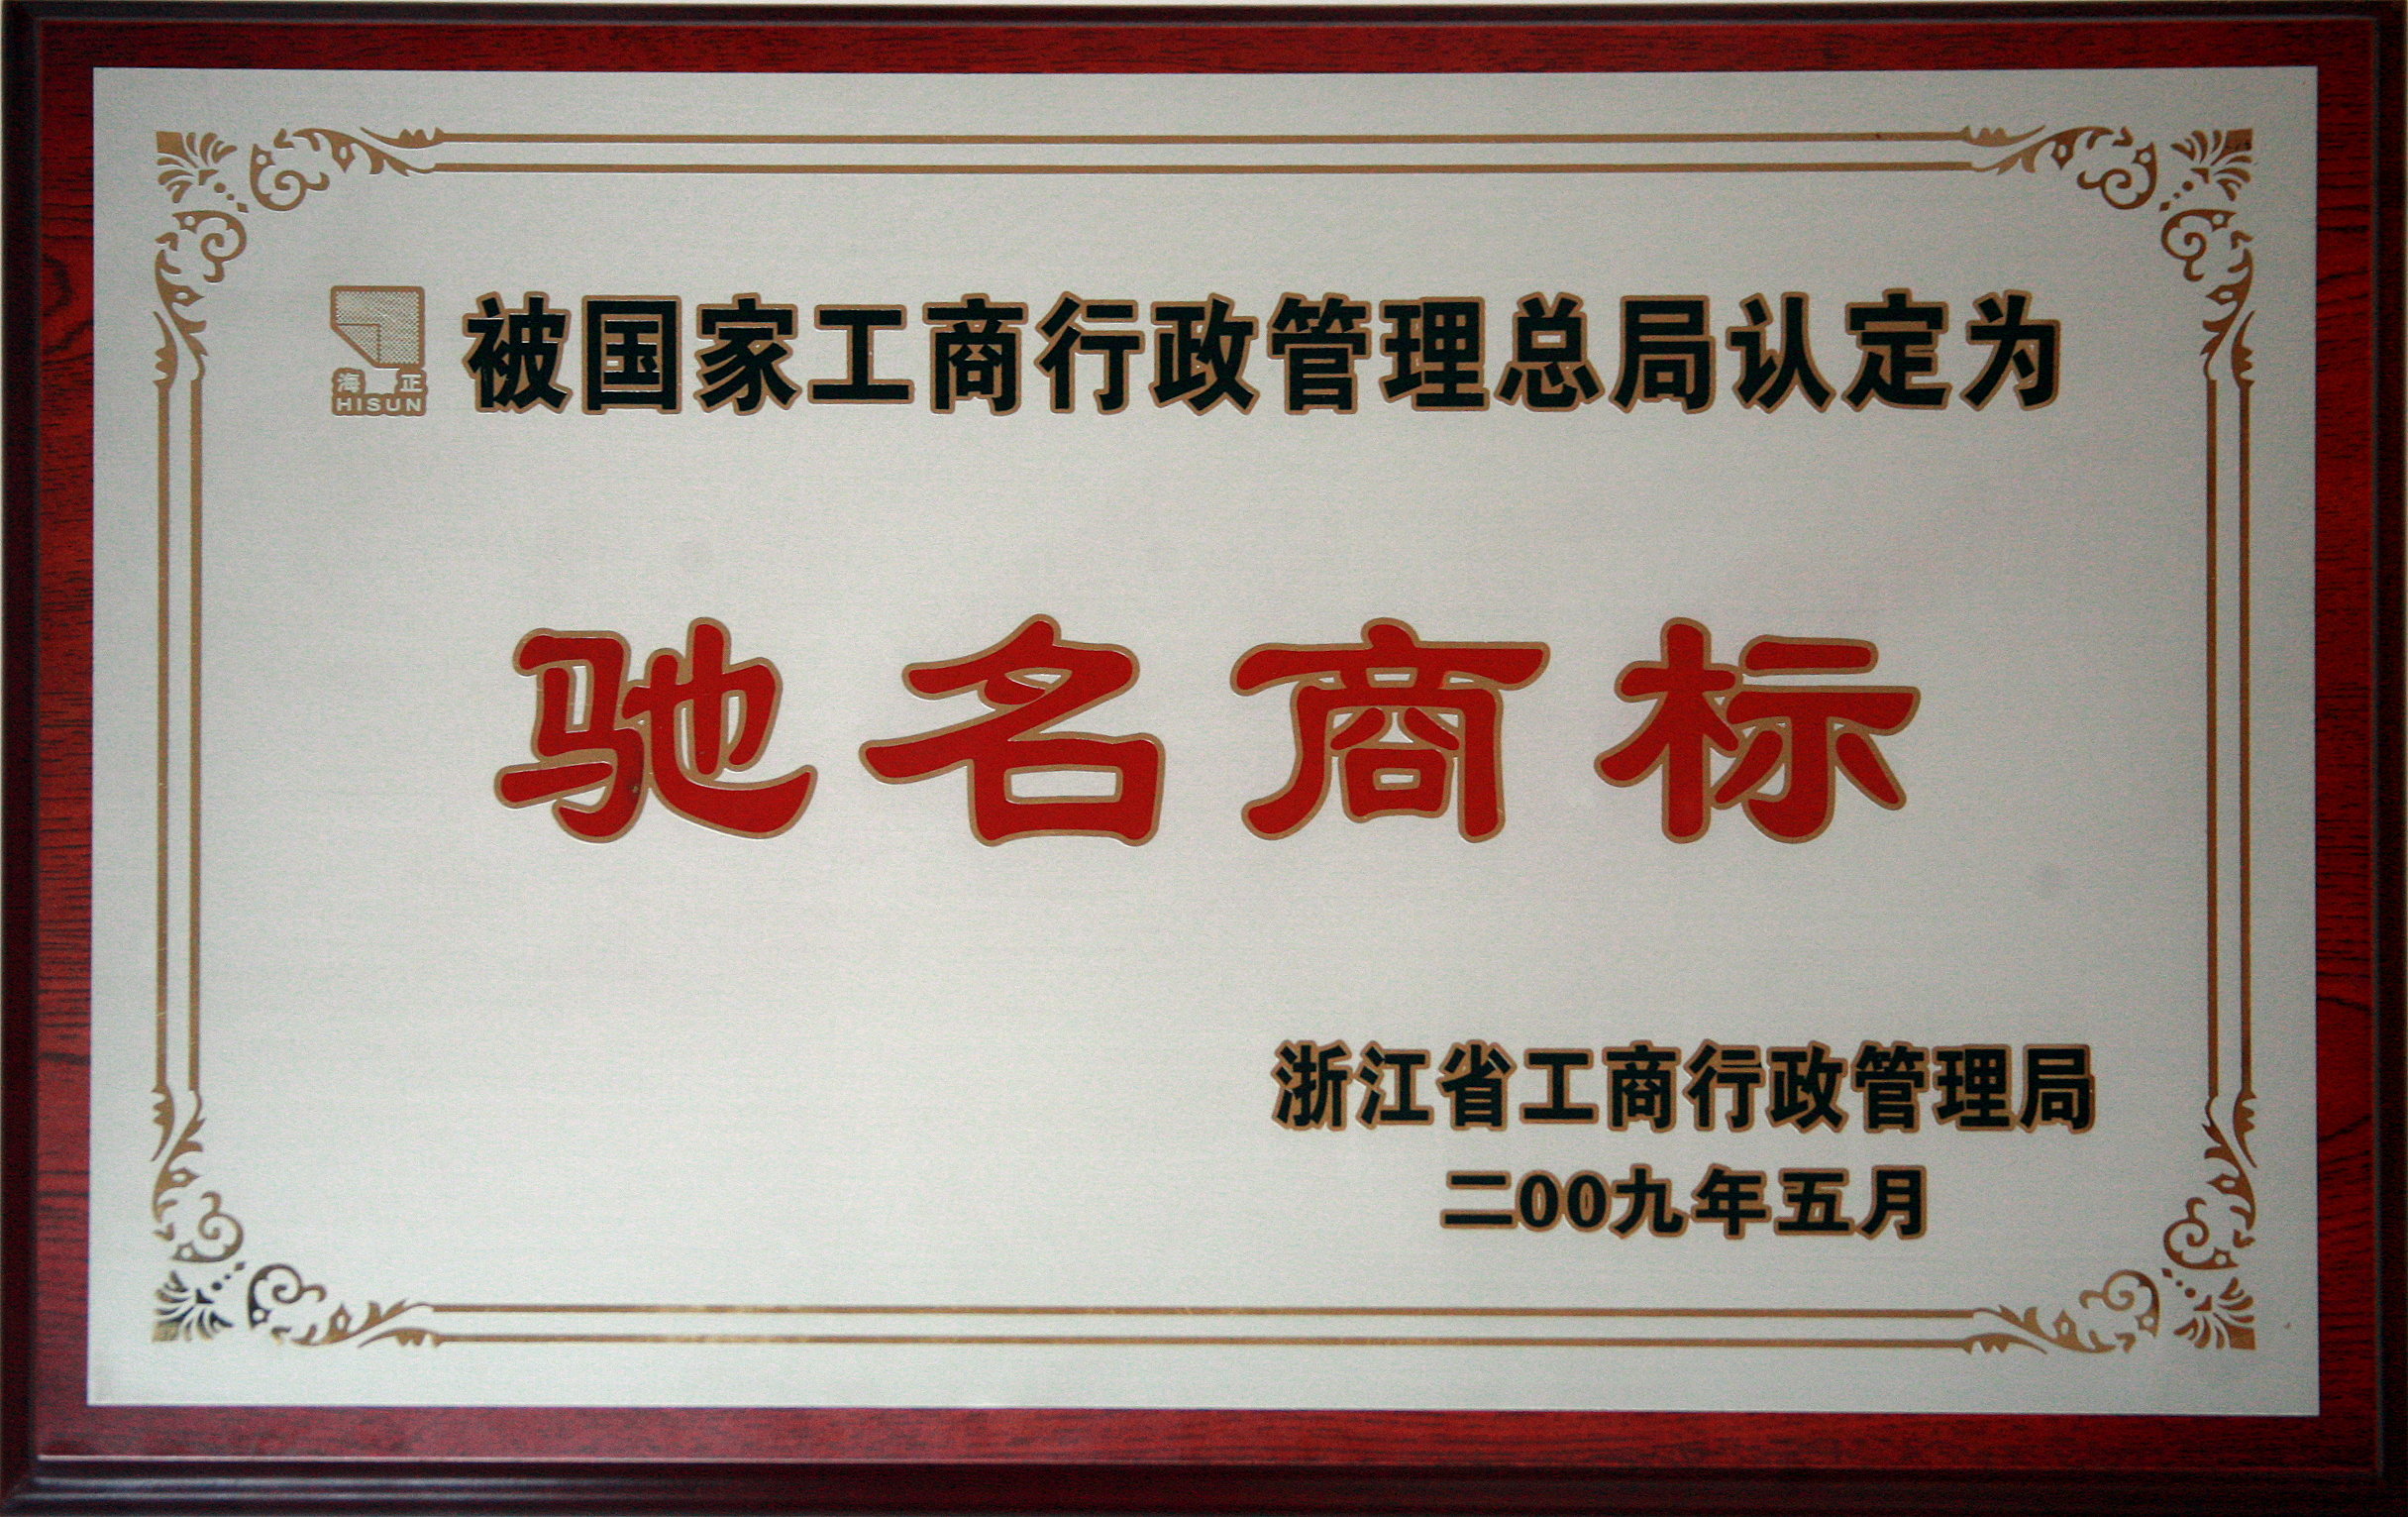 海正
HISUN
被国家工商行政管理总局认定为
驰名商标
浙江省工商行政管理局
二00九年五月